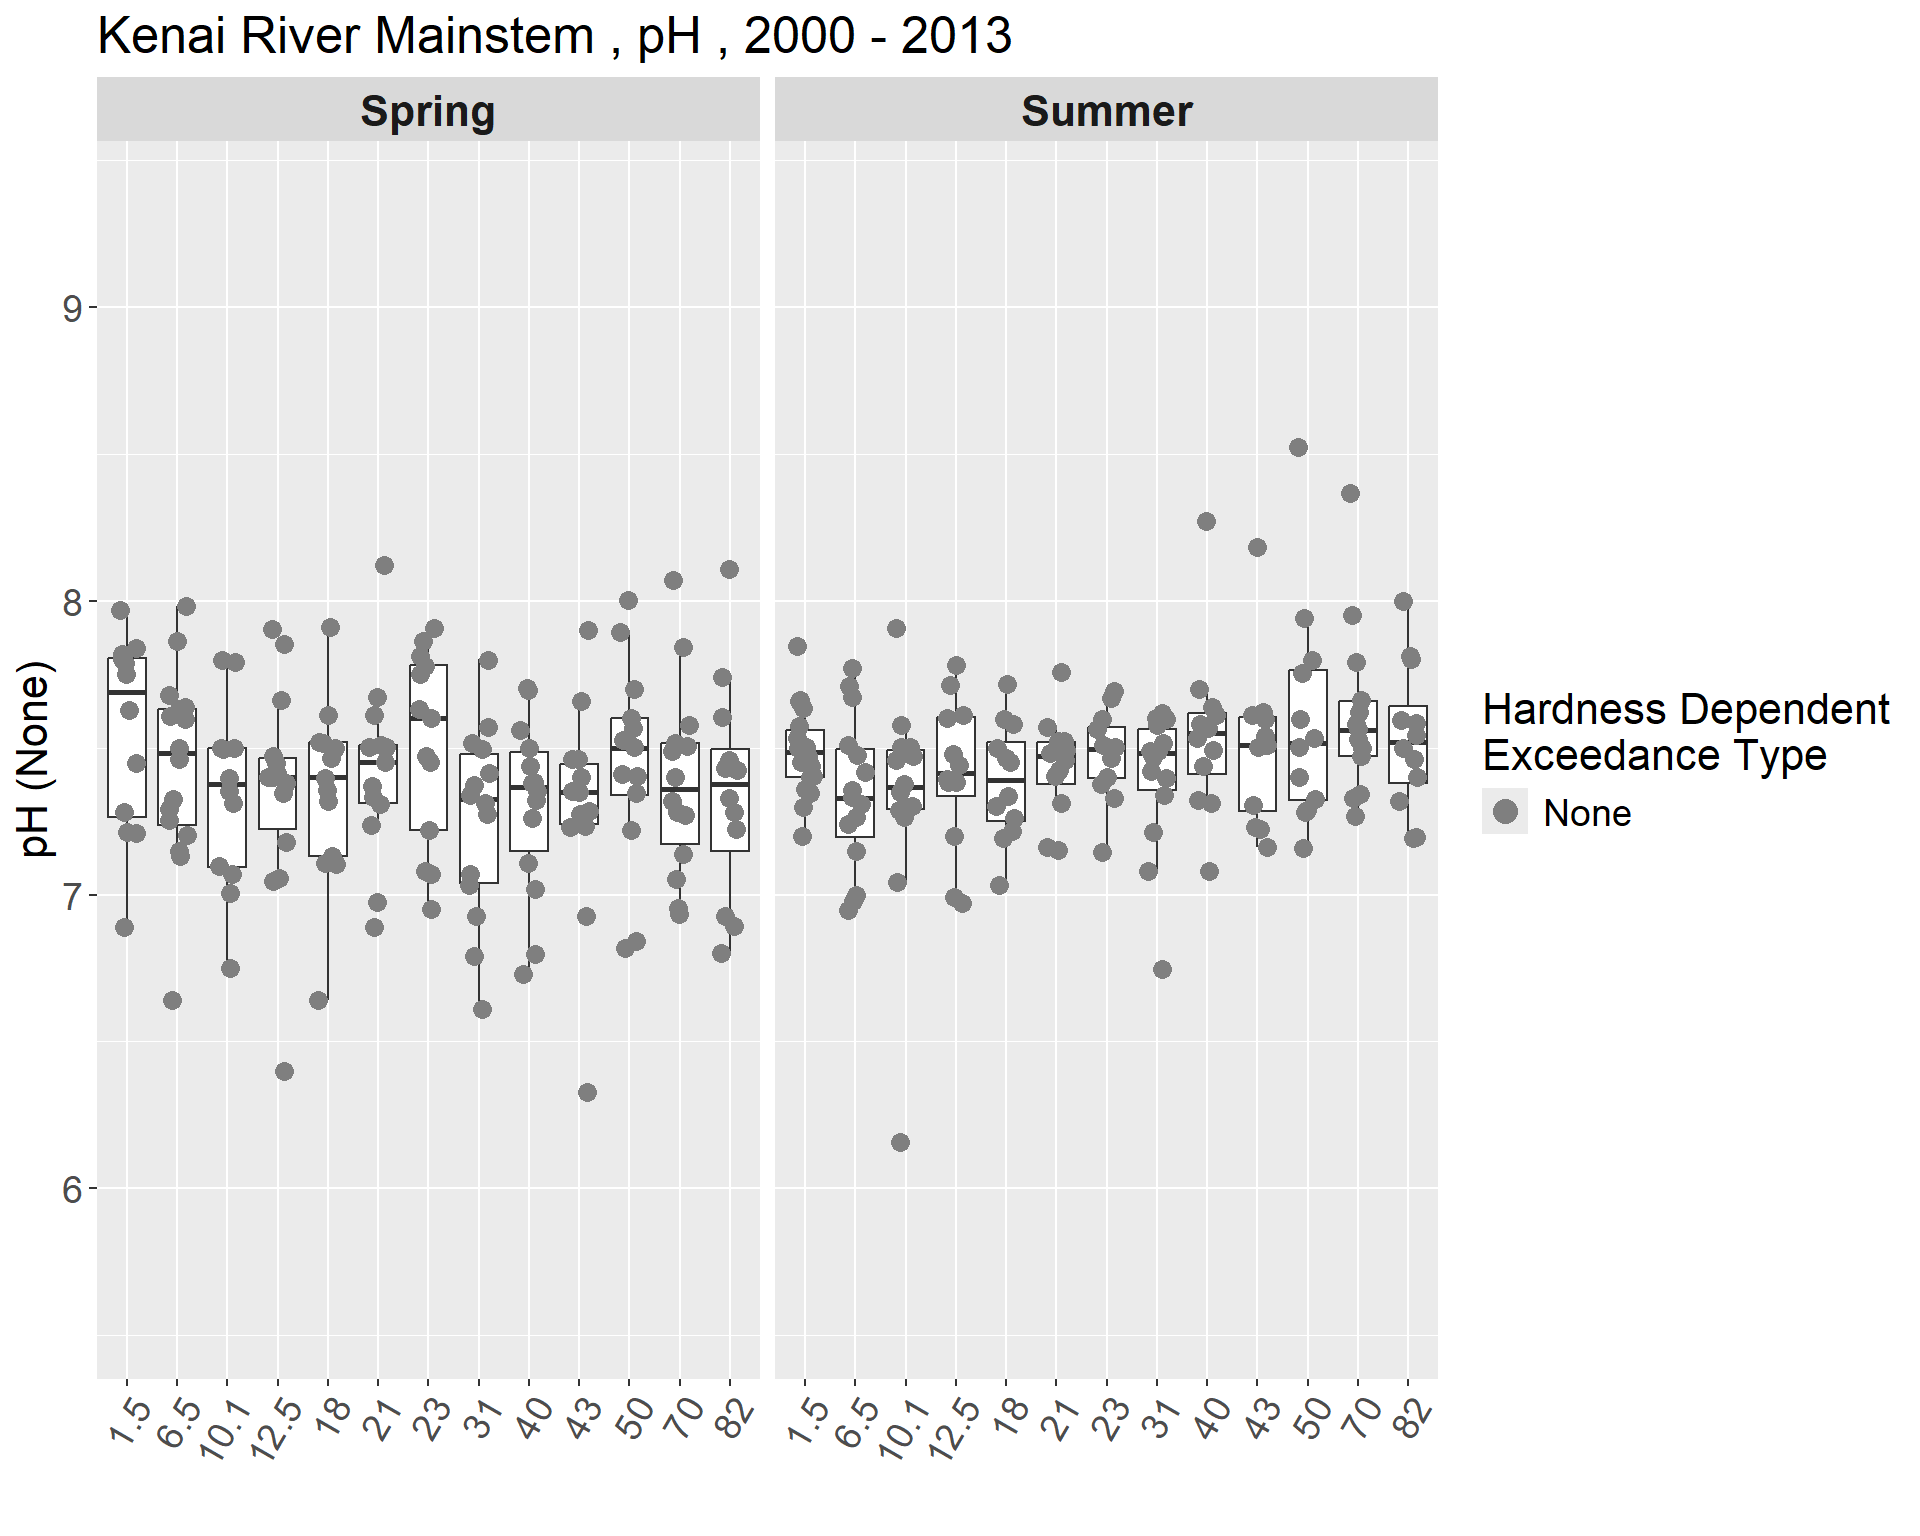 Kenai River Mainstem , pH , 2000 - 2013
Spring
Summer
pH (None)
9
8
7
6
1.5 6.5 10.1 12.5 18 21 23 31 40 43 50 70 82
1.5 6.5 10.1 12.5 18 21 23 31 40 43 50 70 82
Hardness Dependent
Exceedance Type
None